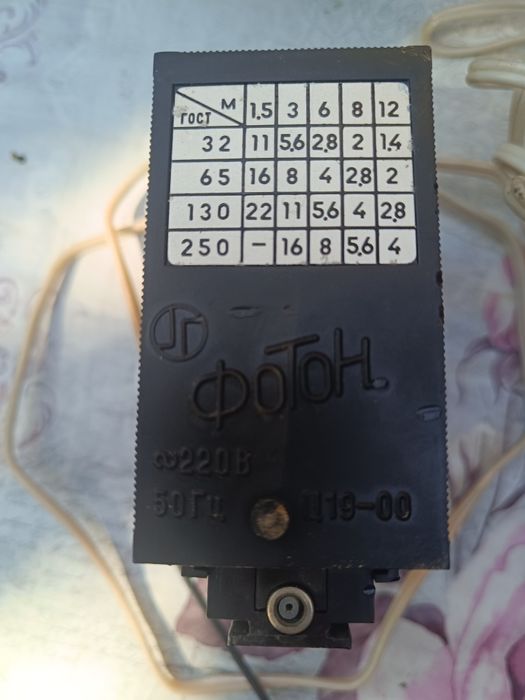 М 1,5 3 6 8 12
ГОСТ
32 11 5,6 2,8 2 1,4
65 16 8 4 2,8 2
130 22 11 5,6 4 2,8
250 – 16 8 5,6 4
ФОТОН
~220В
50Гц Ц19-00